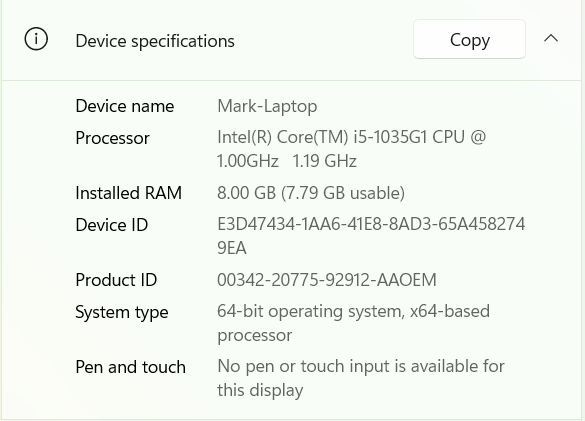 Device specifications Copy
Device name Mark-Laptop
Processor Intel(R) Core(TM) i5-1035G1 CPU @
1.00GHz 1.19 GHz
Installed RAM 8.00 GB (7.79 GB usable)
Device ID E3D47434-1AA6-41E8-8AD3-65A458274
9EA
Product ID 00342-20775-92912-AAOEM
System type 64-bit operating system, x64-based
processor
Pen and touch No pen or touch input is available for
this display